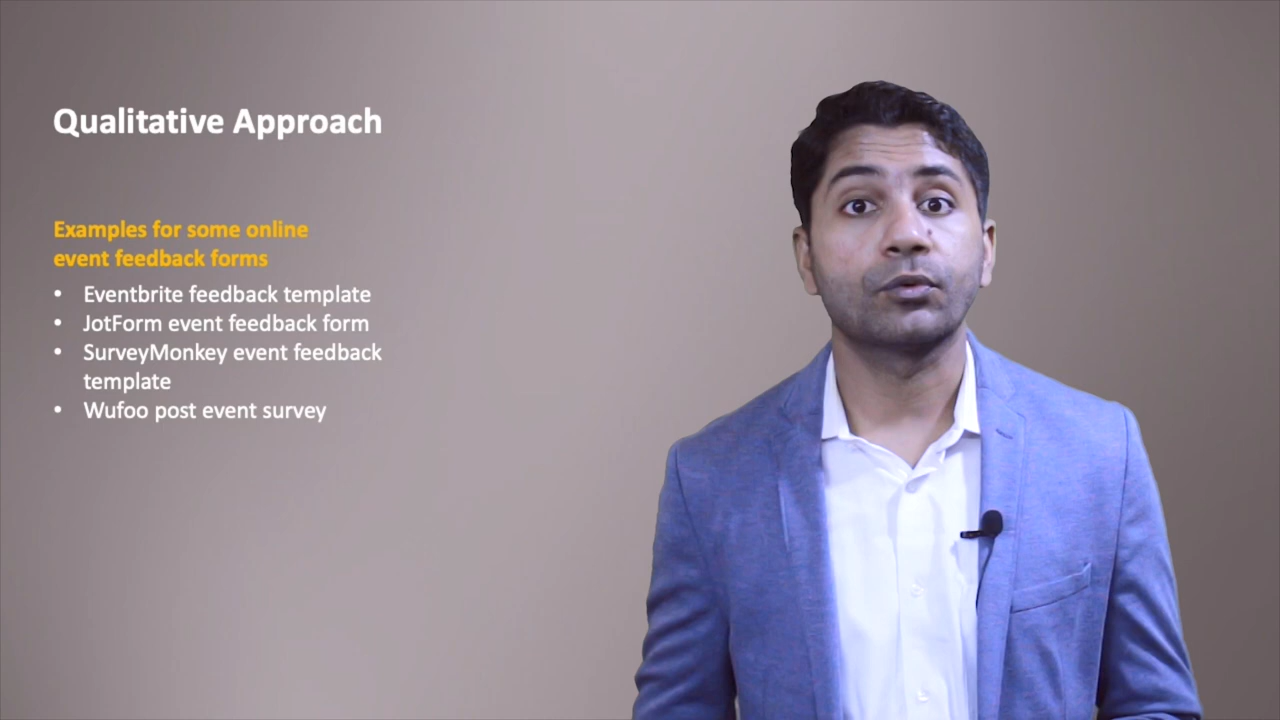 Qualitative Approach
Examples for some online
event feedback forms
• Eventbrite feedback template
• JotForm event feedback form
• SurveyMonkey event feedback
template
• Wufoo post event survey